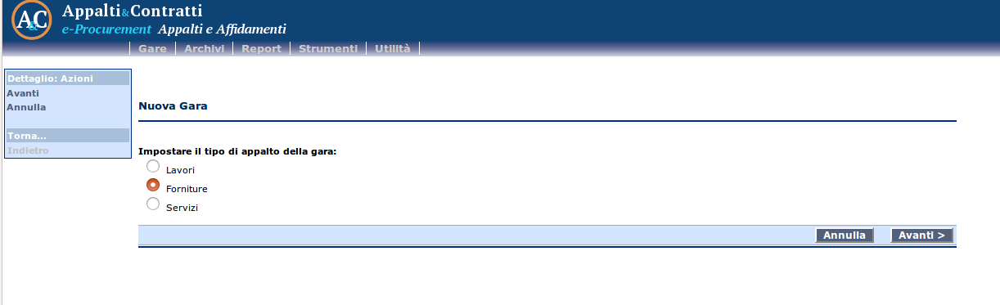 A&C
Appalti&Contratti
e-Procurement Appalti e Affidamenti
Gare Archivi Report Strumenti Utilità
Dettaglio: Azioni
Avanti
Annulla
Torna...
Indietro
Nuova Gara
Impostare il tipo di appalto della gara:
Lavori
Forniture
Servizi
Annulla Avanti >